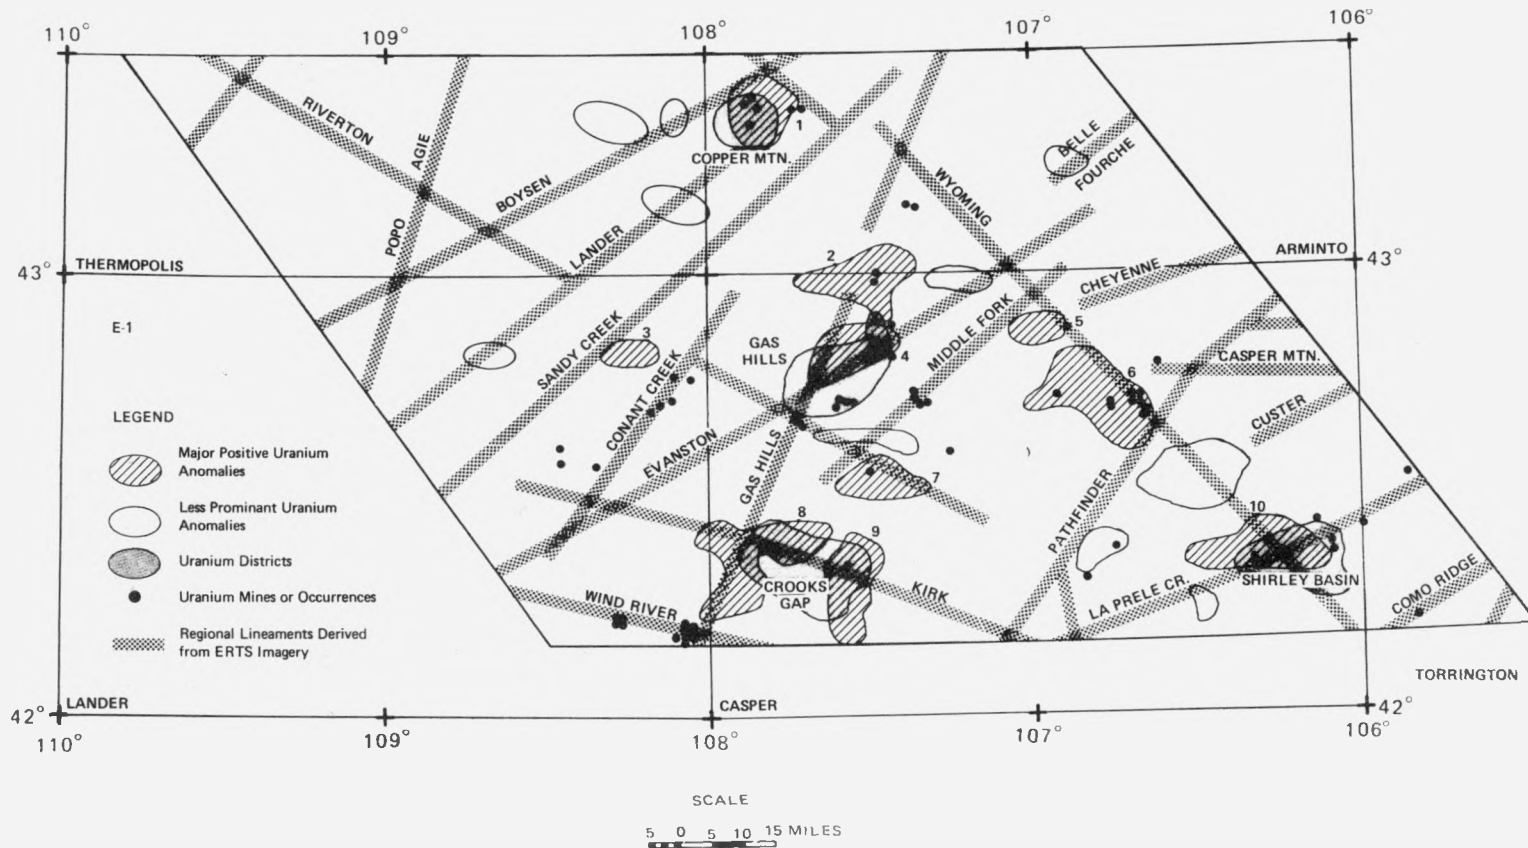 110° 109° 108° 107° 106°
RIVERTON
AGIE
POPO
BOYSEN
LANDER
1
COPPER MTN.
WYOMING
BELLE
FOURCHE
THERMOPOLIS
ARMINTO
43°
43°
2
CHEYENNE
E-1
3
SANDY CREEK
CONANT CREEK
GAS
HILLS
4
MIDDLE FORK
5
CASPER MTN.
6
CUSTER
EVANSTON
GAS HILLS
7
PATHFINDER
8
9
10
CROOKS
GAP
KIRK
WIND RIVER
LA PRELE CR.
SHIRLEY BASIN
COMO RIDGE
LEGEND
Major Positive Uranium
Anomalies
Less Prominant Uranium
Anomalies
Uranium Districts
Uranium Mines or Occurrences
Regional Lineaments Derived
from ERTS Imagery
TORRINGTON
42°
LANDER
CASPER
42°
110° 109° 108° 107° 106°
SCALE
5 0 5 10 15 MILES